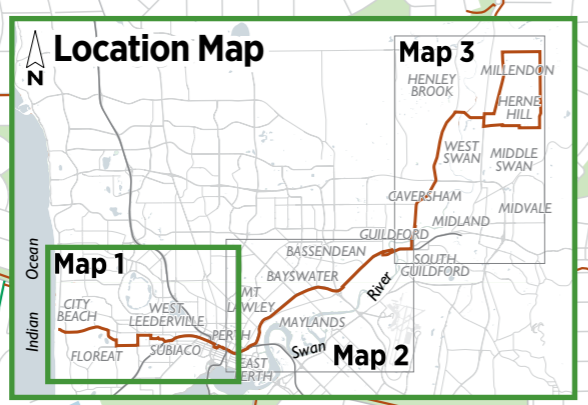 Location Map
N
Map 3
HENLEY
BROOK
MILLENDON
HERNE
HILL
WEST
SWAN
MIDDLE
SWAN
CAVERSHAM
MIDVALE
MIDLAND
GUILDFORD
SOUTH
GUILDFORD
BASSENDEAN
BAYSWATER
River
Indian Ocean
Map 1
CITY
BEACH
WEST
LEEDERVILLE
FLOREAT
SUBIACO
PERTH
MT
LAWLEY
MAYLANDS
Swan
Map 2
EAST
PERTH